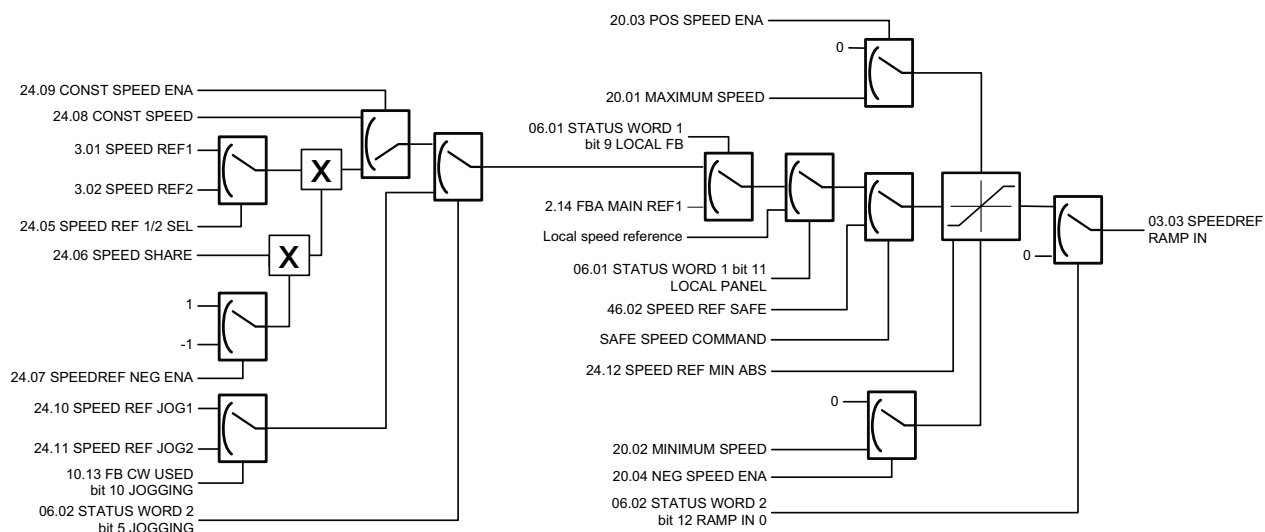 20.03 POS SPEED ENA
0
20.01 MAXIMUM SPEED
24.09 CONST SPEED ENA
24.08 CONST SPEED
3.01 SPEED REF1
3.02 SPEED REF2
24.05 SPEED REF 1/2 SEL
24.06 SPEED SHARE
X
X
1
-1
24.07 SPEEDREF NEG ENA
24.10 SPEED REF JOG1
24.11 SPEED REF JOG2
10.13 FB CW USED
bit 10 JOGGING
06.02 STATUS WORD 2
bit 5 JOGGING
06.01 STATUS WORD 1
bit 9 LOCAL FB
2.14 FBA MAIN REF1
Local speed reference
06.01 STATUS WORD 1 bit 11
LOCAL PANEL
46.02 SPEED REF SAFE
SAFE SPEED COMMAND
24.12 SPEED REF MIN ABS
0
20.02 MINIMUM SPEED
20.04 NEG SPEED ENA
06.02 STATUS WORD 2
bit 12 RAMP IN 0
0
03.03 SPEEDREF
RAMP IN